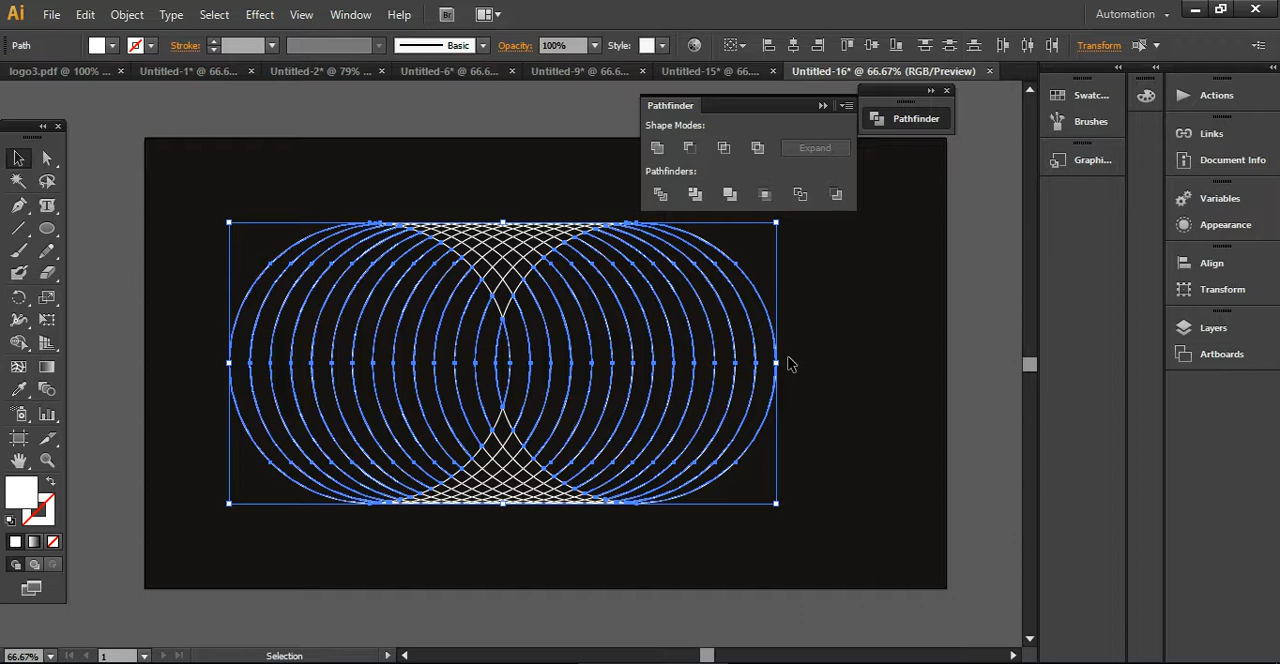 Ai File Edit Object Type Select Effect View Window Help Br Automation
Path Stroke: Basic Opacity: 100% Style: Transform
logo3.pdf @ 100% ... × Untitled-1* @ 66.6... × Untitled-2* @ 79% ... × Untitled-6* @ 66.6... × Untitled-9* @ 66.6... × Untitled-15* @ 66.... × Untitled-16* @ 66.67% (RGB/Preview) ×
Pathfinder
Shape Modes:
Expand
Pathfinders:
Pathfinder
Swatc...
Brushes
Graphi...
Actions
Links
Document Info
Variables
Appearance
Align
Transform
Layers
Artboards
66.67% 1 Selection